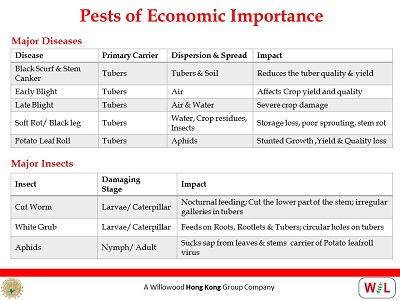 Pests of Economic Importance
Major Diseases
Disease Primary Carrier Dispersion & Spread Impact
Black Scurf & Stem Canker Tubers Tubers & Soil Reduces the tuber quality & yield
Early Blight Tubers Air Affects Crop yield and quality
Late Blight Tubers Air & Water Severe crop damage
Soft Rot/ Black leg Tubers Water, Crop residues, Insects Storage loss, poor sprouting, stem rot
Potato Leaf Roll Tubers Aphids Stunted Growth ,Yield & Quality loss
Major Insects
Insect Damaging Stage Impact
Cut Worm Larvae/ Caterpillar Nocturnal feeding; Cut the lower part of the stem; irregular galleries in tubers
White Grub Larvae/ Caterpillar Feeds on Roots, Rootlets & Tubers; circular holes on tubers
Aphids Nymph/ Adult Sucks sap from leaves & stems carrier of Potato leafroll virus
A Willowood Hong Kong Group Company
WIL